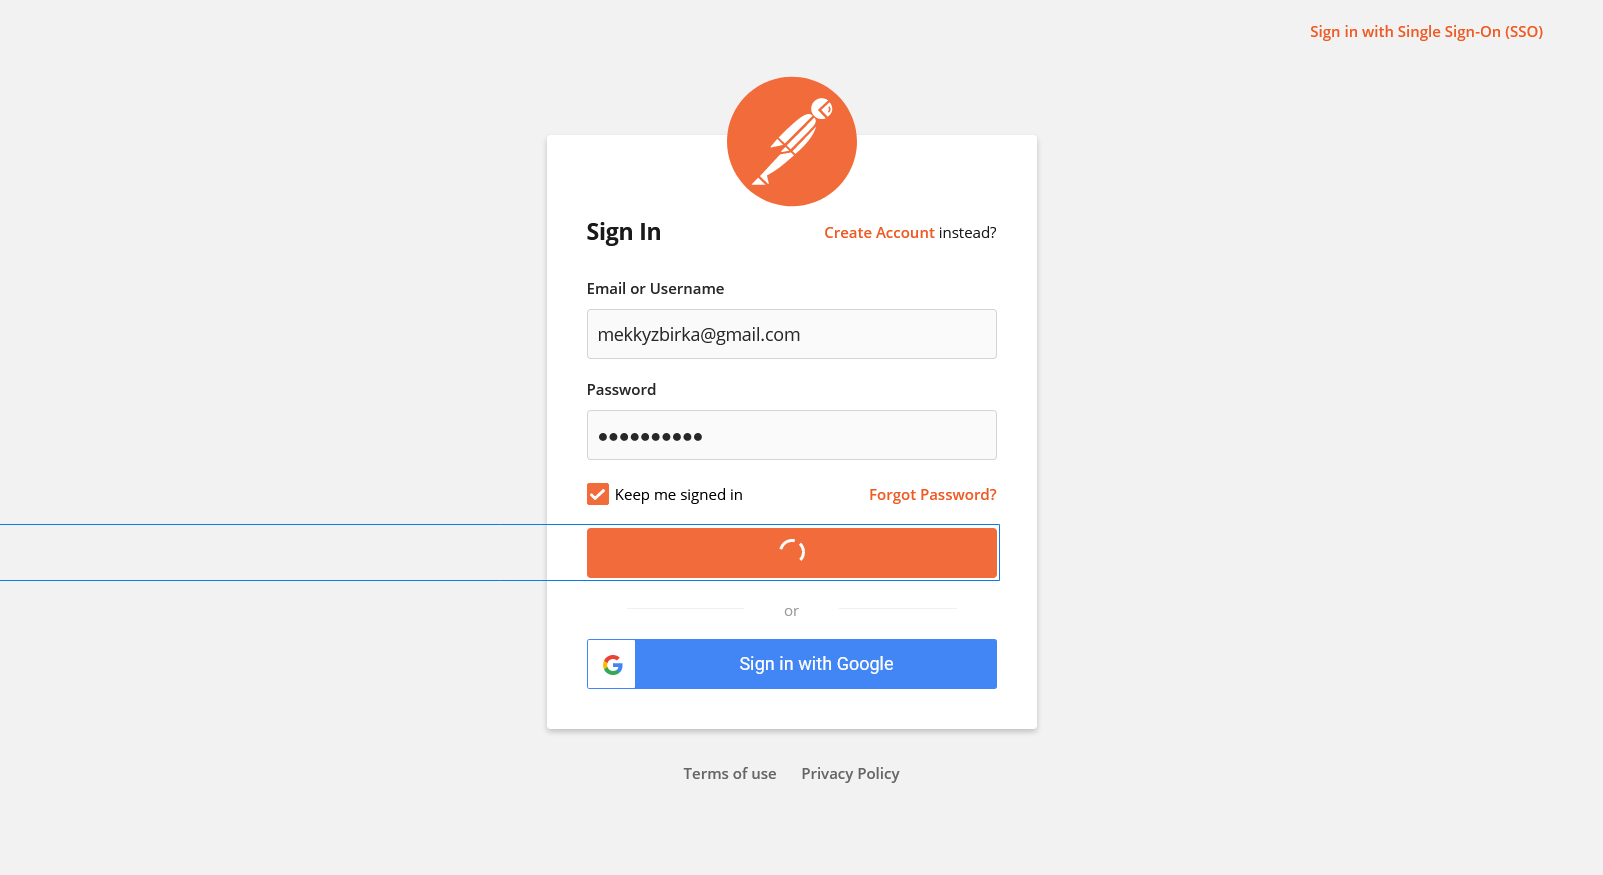 Sign in with Single Sign-On (SSO)
Sign In
Create Account instead?
Email or Username
mekkyzbirka@gmail.com
Password
••••••••••
Keep me signed in
Forgot Password?
or
Sign in with Google
Terms of use
Privacy Policy